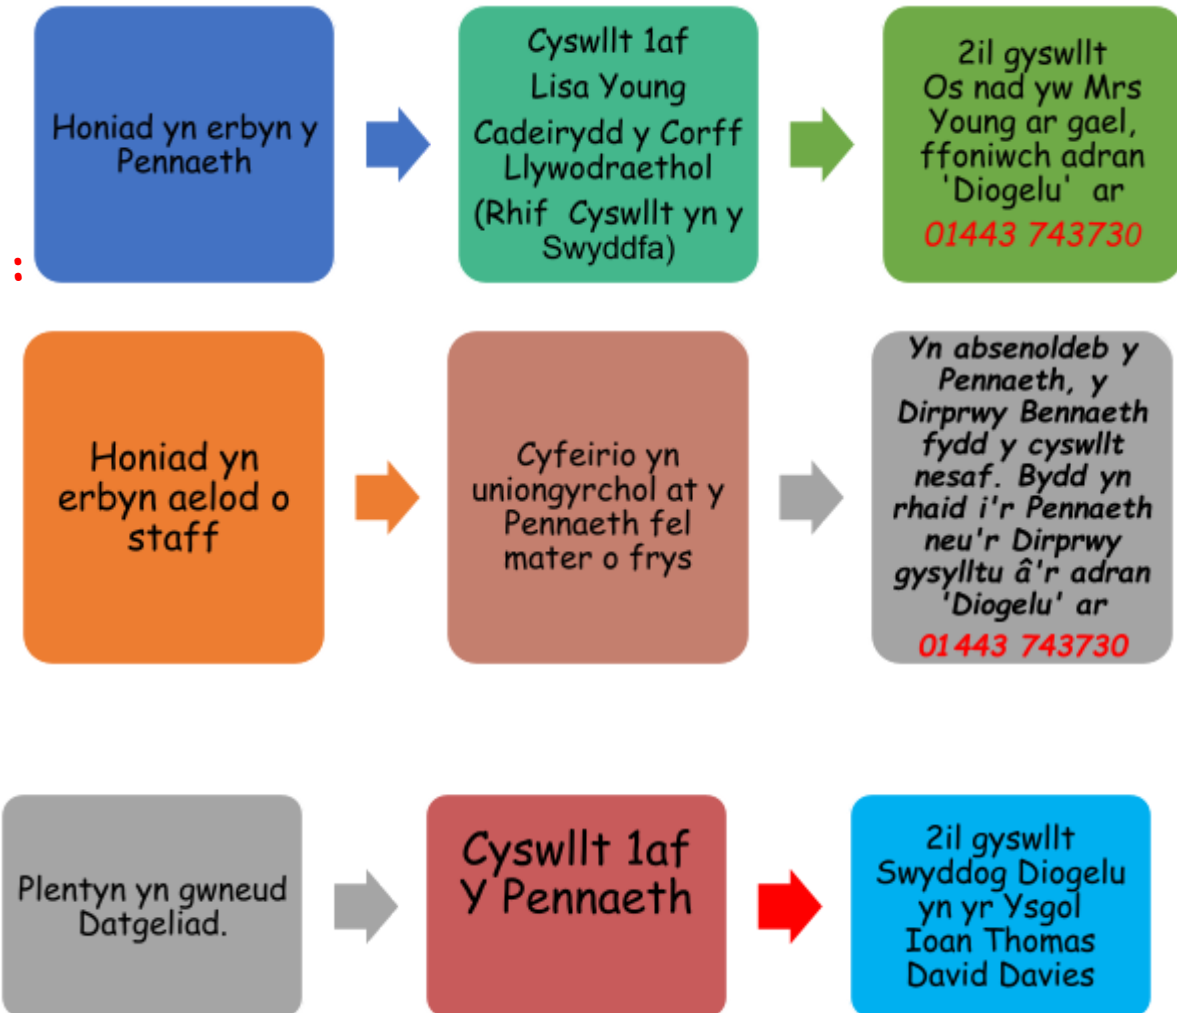 Honiad yn erbyn y
Pennaeth
Cyswllt 1af
Lisa Young
Cadeirydd y Corff
Llywodraethol
(Rhif Cyswllt yn y
Swyddfa)
2il gyswllt
Os nad yw Mrs
Young ar gael,
ffoniwch adran
'Diogelu' ar
01443 743730
:
Honiad yn
erbyn aelod o
staff
Cyfeirio yn
uniongyrchol at y
Pennaeth fel
mater o frys
Yn absenoldeb y
Pennaeth, y
Dirprwy Bennaeth
fydd y cyswllt
nesaf. Bydd yn
rhaid i'r Pennaeth
neu'r Dirprwy
gysylltu â'r adran
'Diogelu' ar
01443 743730
Plentyn yn gwneud
Datgeliad.
Cyswllt 1af
Y Pennaeth
2il gyswllt
Swyddog Diogelu
yn yr Ysgol
Ioan Thomas
David Davies